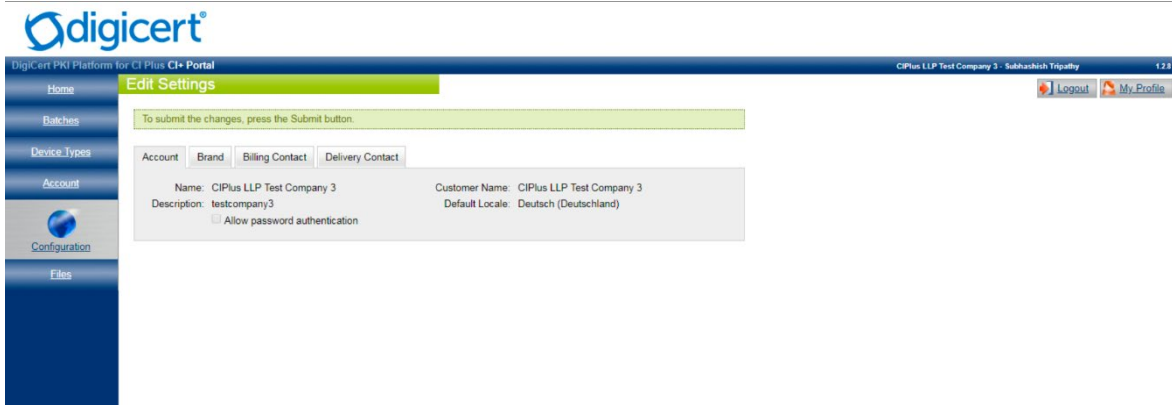 digicert®
DigiCert PKI Platform for CI Plus CI+ Portal
CIPlus LLP Test Company 3 - Subhashish Tripathy
1.2.8
Home
Batches
Device Types
Account
Configuration
Files
Edit Settings
Logout
My Profile
To submit the changes, press the Submit button.
Account Brand Billing Contact Delivery Contact
Name: CIPlus LLP Test Company 3 Customer Name: CIPlus LLP Test Company 3
Description: testcompany3 Default Locale: Deutsch (Deutschland)
Allow password authentication